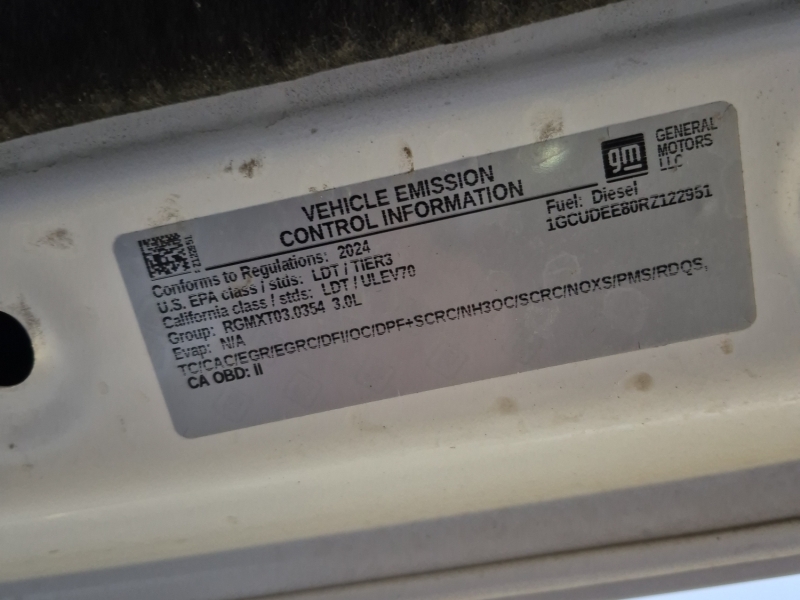 VEHICLE EMISSION
CONTROL INFORMATION
gm
GENERAL
MOTORS
LLC
Fuel: Diesel
1GCUDEE80RZ122951
Conforms to Regulations: 2024
U.S. EPA class / stds: LDT / TIER3
California class / stds: LDT / ULEV70
Group: RGMXT03.0354 3.0L
Evap: N/A
TC/CAC/EGR/EGRC/DFI/OC/DPF+SCRC/NH3OC/SCRC/NOXS/PMS/RDQS,
CA OBD: II